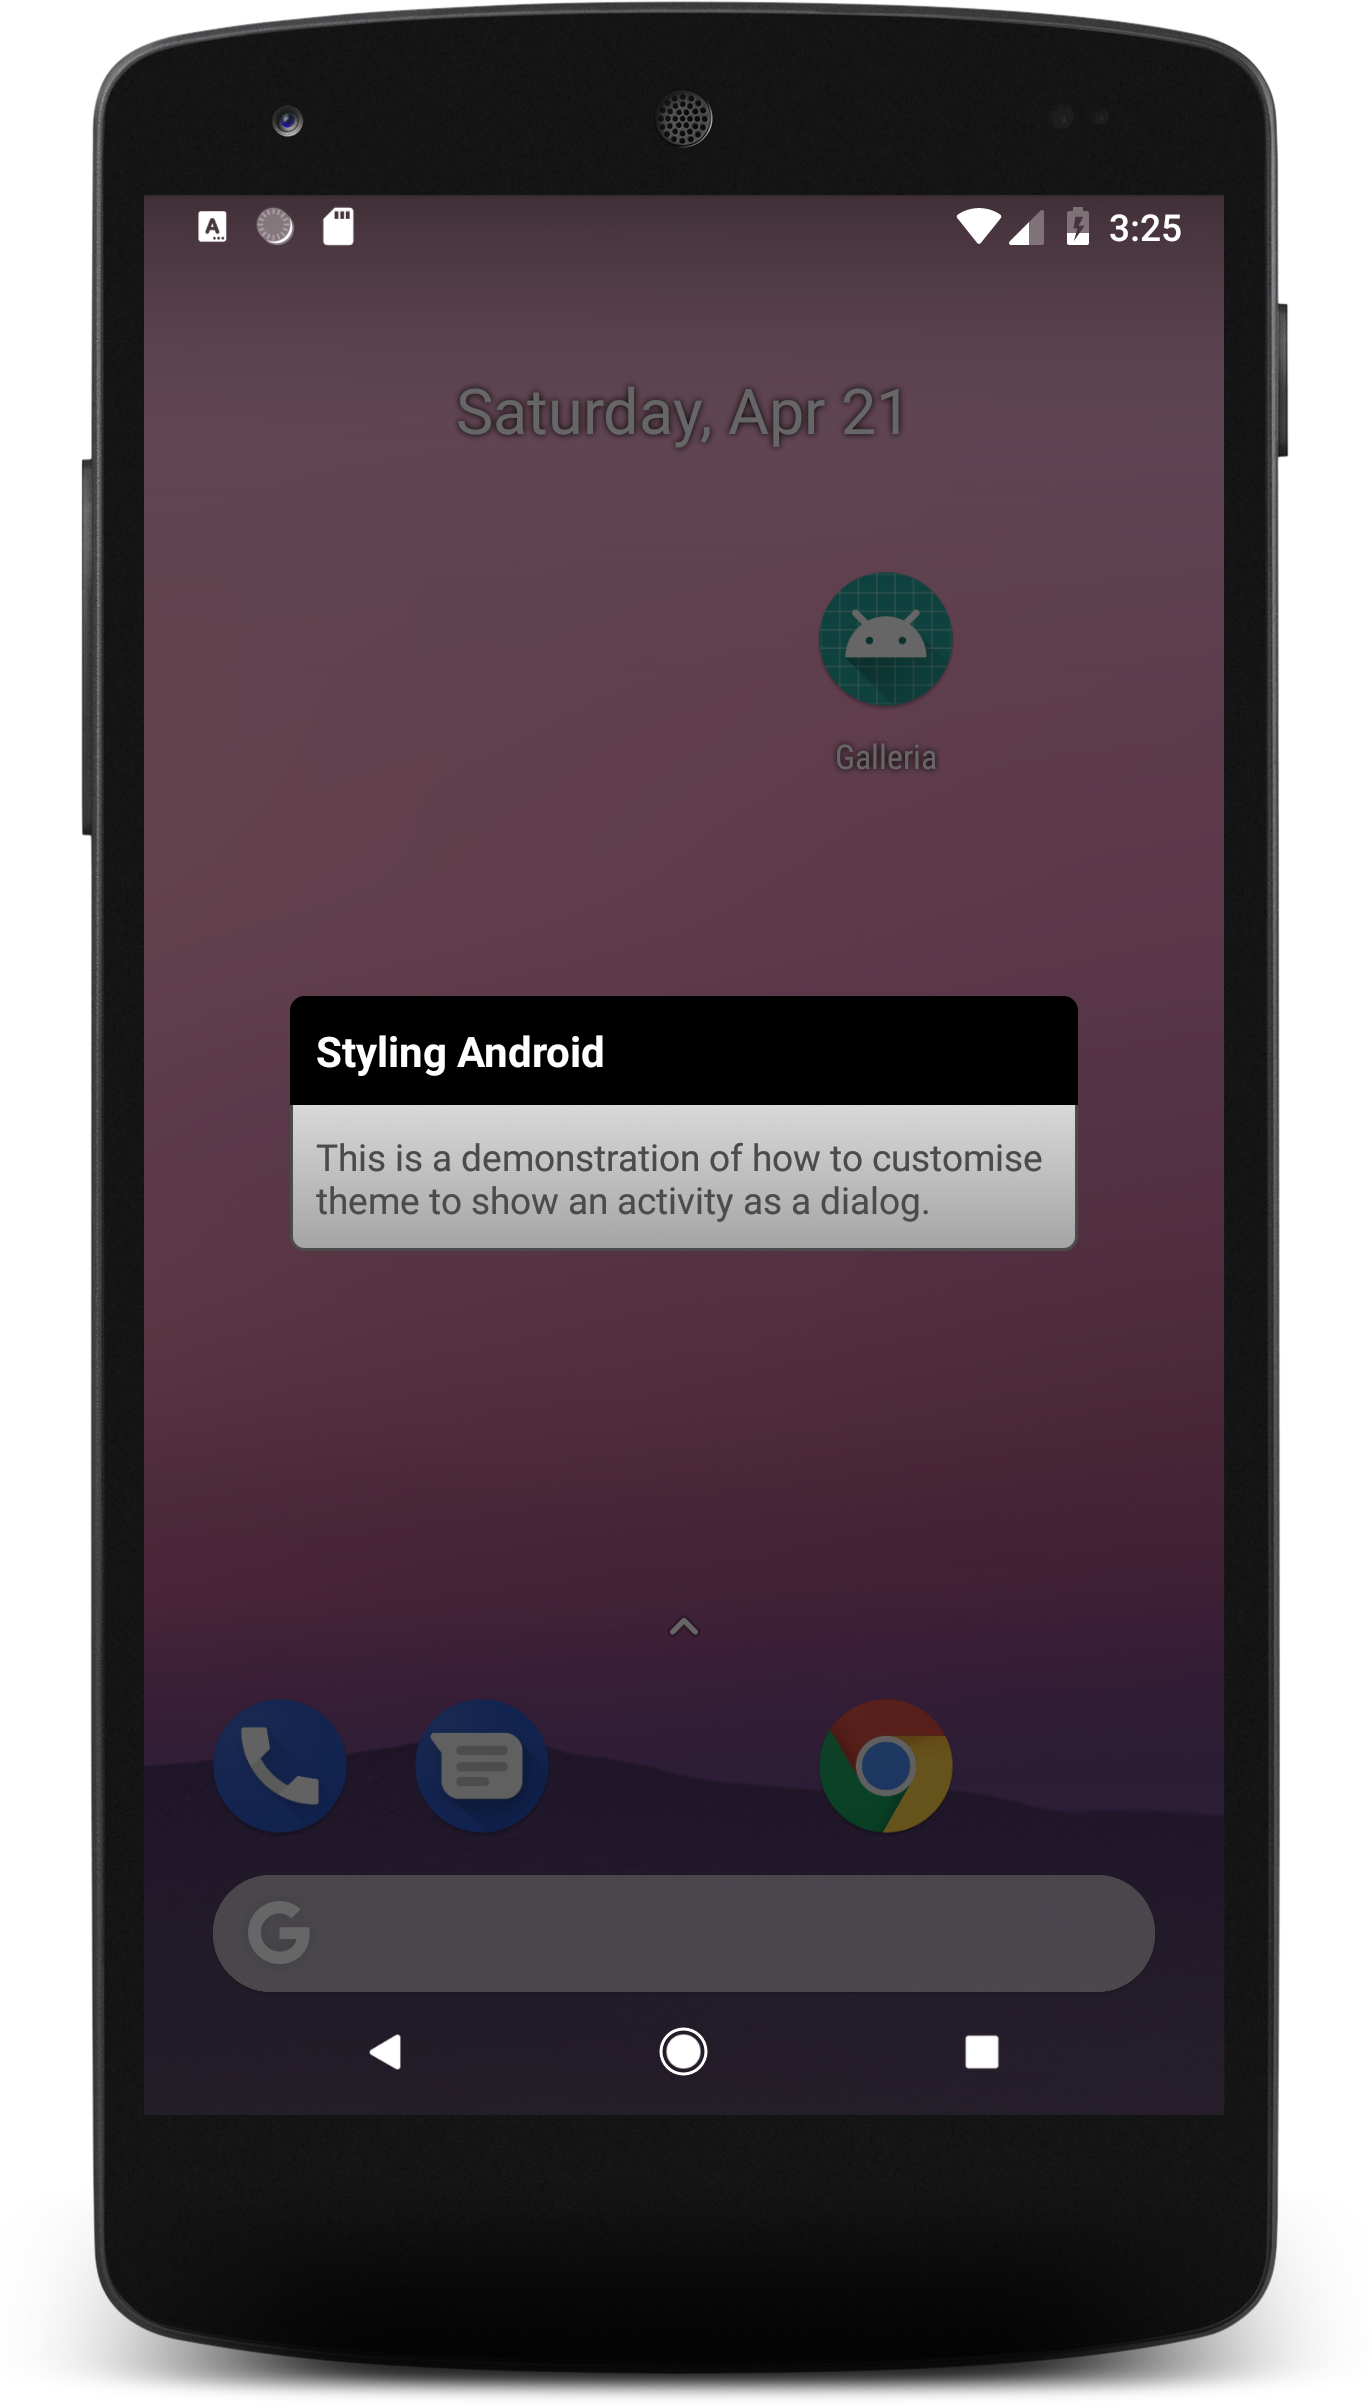 A
3:25
Saturday, Apr 21
Galleria
Styling Android
This is a demonstration of how to customise
theme to show an activity as a dialog.
G